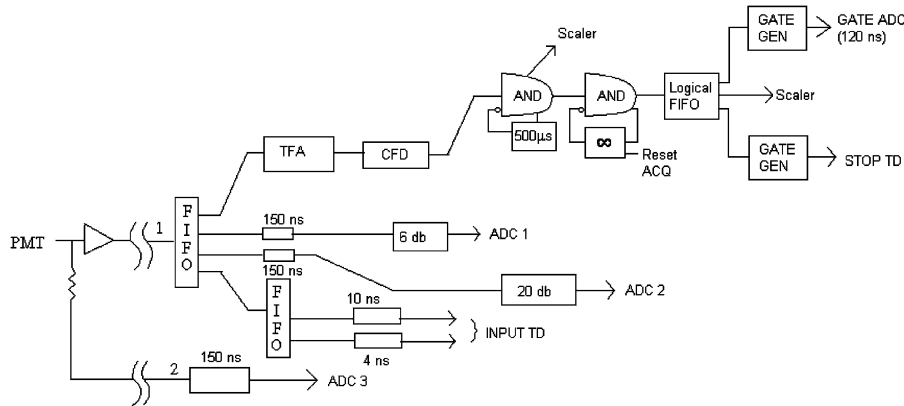 GATE
GEN
GATE ADC
(120 ns)
Scaler
AND
AND
Logical
FIFO
Scaler
500µs
∞
Reset
ACQ
GATE
GEN
STOP TD
TFA
CFD
PMT
1
F
I
F
O
150 ns
6 db
ADC 1
150 ns
20 db
ADC 2
F
I
F
O
10 ns
4 ns
} INPUT TD
2
150 ns
ADC 3